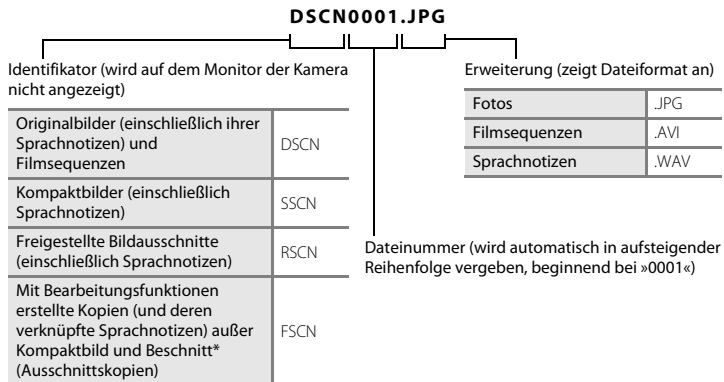 DSCN0001.JPG
Identifikator (wird auf dem Monitor der Kamera
nicht angezeigt)
Originalbilder (einschließlich ihrer
Sprachnotizen) und
Filmsequenzen
DSCN
Kompaktbilder (einschließlich
Sprachnotizen)
SSCN
Freigestellte Bildausschnitte
(einschließlich Sprachnotizen)
RSCN
Mit Bearbeitungsfunktionen
erstellte Kopien (und deren
verknüpfte Sprachnotizen) außer
Kompaktbild und Beschnitt*
(Ausschnittskopien)
FSCN
Erweiterung (zeigt Dateiformat an)
Fotos .JPG
Filmsequenzen .AVI
Sprachnotizen .WAV
Dateinummer (wird automatisch in aufsteigender
Reihenfolge vergeben, beginnend bei »0001«)